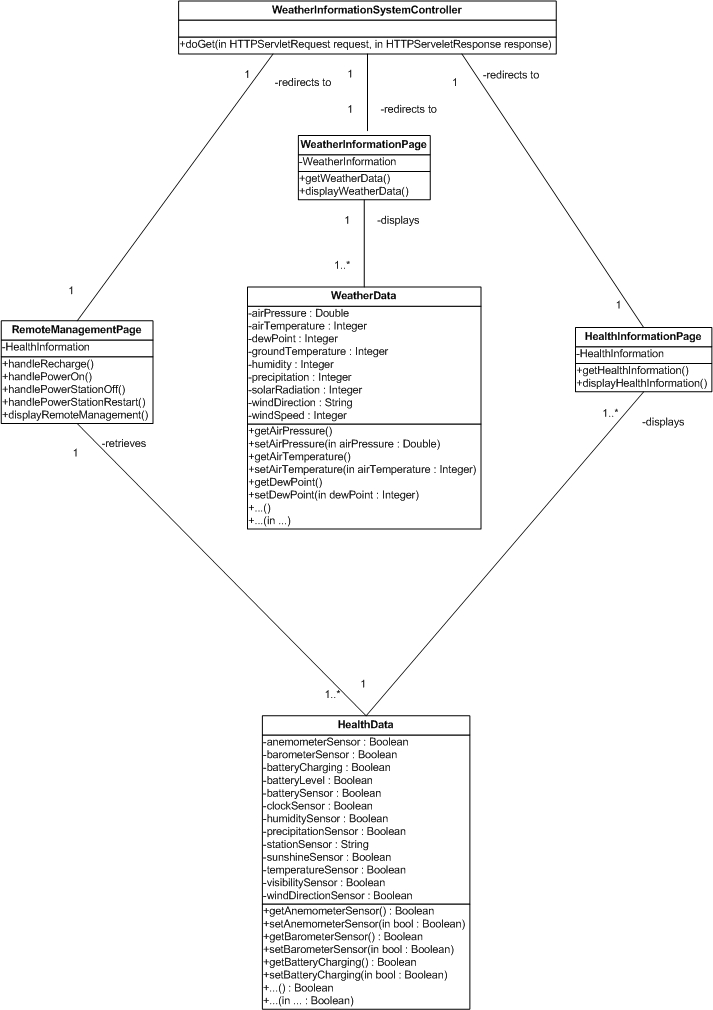 WeatherInformationSystemController
+doGet(in HTTPServletRequest request, in HTTPServeletResponse response)
1
-redirects to
1
1
-redirects to
1
-redirects to
1
1
WeatherInformationPage
-WeatherInformation
+getWeatherData()
+displayWeatherData()
1
-displays
1..*
WeatherData
-airPressure : Double
-airTemperature : Integer
-dewPoint : Integer
-groundTemperature : Integer
-humidity : Integer
-precipitation : Integer
-solarRadiation : Integer
-windDirection : String
-windSpeed : Integer
+getAirPressure()
+setAirPressure(in airPressure : Double)
+getAirTemperature()
+setAirTemperature(in airTemperature : Integer)
+getDewPoint()
+setDewPoint(in dewPoint : Integer)
+...()
+...(in ...)
RemoteManagementPage
-HealthInformation
+handleRecharge()
+handlePowerOn()
+handlePowerStationOff()
+handlePowerStationRestart()
+displayRemoteManagement()
1
-retrieves
1..*
HealthInformationPage
-HealthInformation
+getHealthInformation()
+displayHealthInformation()
1..*
-displays
1
HealthData
-anemometerSensor : Boolean
-barometerSensor : Boolean
-batteryCharging : Boolean
-batteryLevel : Boolean
-batterySensor : Boolean
-clockSensor : Boolean
-humiditySensor : Boolean
-precipitationSensor : Boolean
-stationSensor : String
-sunshineSensor : Boolean
-temperatureSensor : Boolean
-visibilitySensor : Boolean
-windDirectionSensor : Boolean
+getAnemometerSensor() : Boolean
+setAnemometerSensor(in bool : Boolean)
+getBarometerSensor() : Boolean
+setBarometerSensor(in bool : Boolean)
+getBatteryCharging() : Boolean
+setBatteryCharging(in bool : Boolean)
+...() : Boolean
+...(in ... : Boolean)